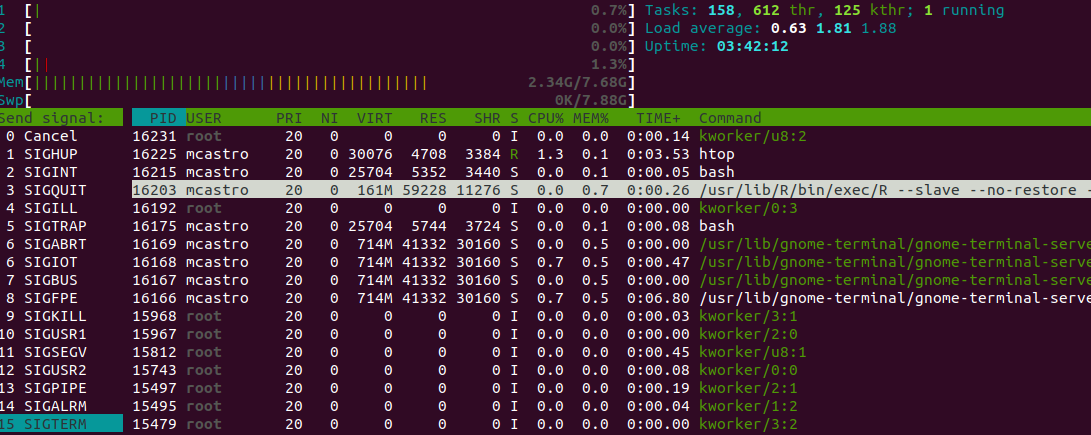 1 [| 0.7%] Tasks: 158, 612 thr, 125 kthr; 1 running
2 [ 0.0%] Load average: 0.63 1.81 1.88
3 [ 0.0%] Uptime: 03:42:12
4 [|| 1.3%]
Mem[||||||||||||||||||||||||||||||||||||||||||||| 2.34G/7.68G]
Swp[ 0K/7.88G]
Send signal: PID USER PRI NI VIRT RES SHR S CPU% MEM% TIME+ Command
0 Cancel 16231 root 20 0 0 0 0 I 0.0 0.0 0:00.14 kworker/u8:2
1 SIGHUP 16225 mcastro 20 0 30076 4708 3384 R 1.3 0.1 0:03.53 htop
2 SIGINT 16215 mcastro 20 0 25704 5352 3440 S 0.0 0.1 0:00.05 bash
3 SIGQUIT 16203 mcastro 20 0 161M 59228 11276 S 0.0 0.7 0:00.26 /usr/lib/R/bin/exec/R --slave --no-restore -
4 SIGILL 16192 root 20 0 0 0 0 I 0.0 0.0 0:00.00 kworker/0:3
5 SIGTRAP 16175 mcastro 20 0 25704 5744 3724 S 0.0 0.1 0:00.08 bash
6 SIGABRT 16169 mcastro 20 0 714M 41332 30160 S 0.0 0.5 0:00.00 /usr/lib/gnome-terminal/gnome-terminal-serve
6 SIGIOT 16168 mcastro 20 0 714M 41332 30160 S 0.7 0.5 0:00.47 /usr/lib/gnome-terminal/gnome-terminal-serve
7 SIGBUS 16167 mcastro 20 0 714M 41332 30160 S 0.0 0.5 0:00.00 /usr/lib/gnome-terminal/gnome-terminal-serve
8 SIGFPE 16166 mcastro 20 0 714M 41332 30160 S 0.7 0.5 0:06.80 /usr/lib/gnome-terminal/gnome-terminal-serve
9 SIGKILL 15968 root 20 0 0 0 0 I 0.0 0.0 0:00.03 kworker/3:1
10 SIGUSR1 15967 root 20 0 0 0 0 I 0.0 0.0 0:00.00 kworker/2:0
11 SIGSEGV 15812 root 20 0 0 0 0 I 0.0 0.0 0:00.45 kworker/u8:1
12 SIGUSR2 15743 root 20 0 0 0 0 I 0.0 0.0 0:00.08 kworker/0:0
13 SIGPIPE 15497 root 20 0 0 0 0 I 0.0 0.0 0:00.19 kworker/2:1
14 SIGALRM 15495 root 20 0 0 0 0 I 0.0 0.0 0:00.04 kworker/1:2
15 SIGTERM 15479 root 20 0 0 0 0 I 0.0 0.0 0:00.00 kworker/3:2